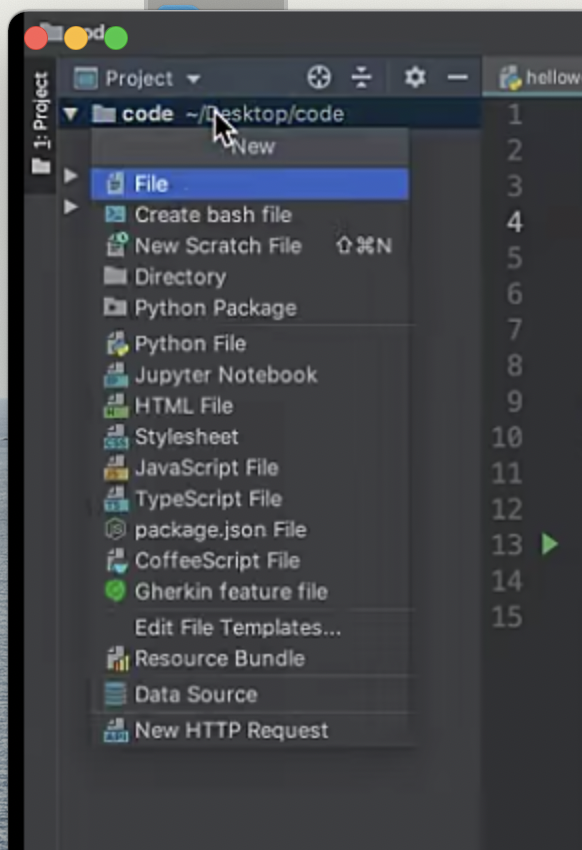 Project
hellow
1: Project
code ~/Desktop/code
New
File
Create bash file
New Scratch File ⇧⌘N
Directory
Python Package
Python File
Jupyter Notebook
HTML File
Stylesheet
JavaScript File
TypeScript File
package.json File
CoffeeScript File
Gherkin feature file
Edit File Templates...
Resource Bundle
Data Source
New HTTP Request
1
2
3
4
5
6
7
8
9
10
11
12
13
14
15